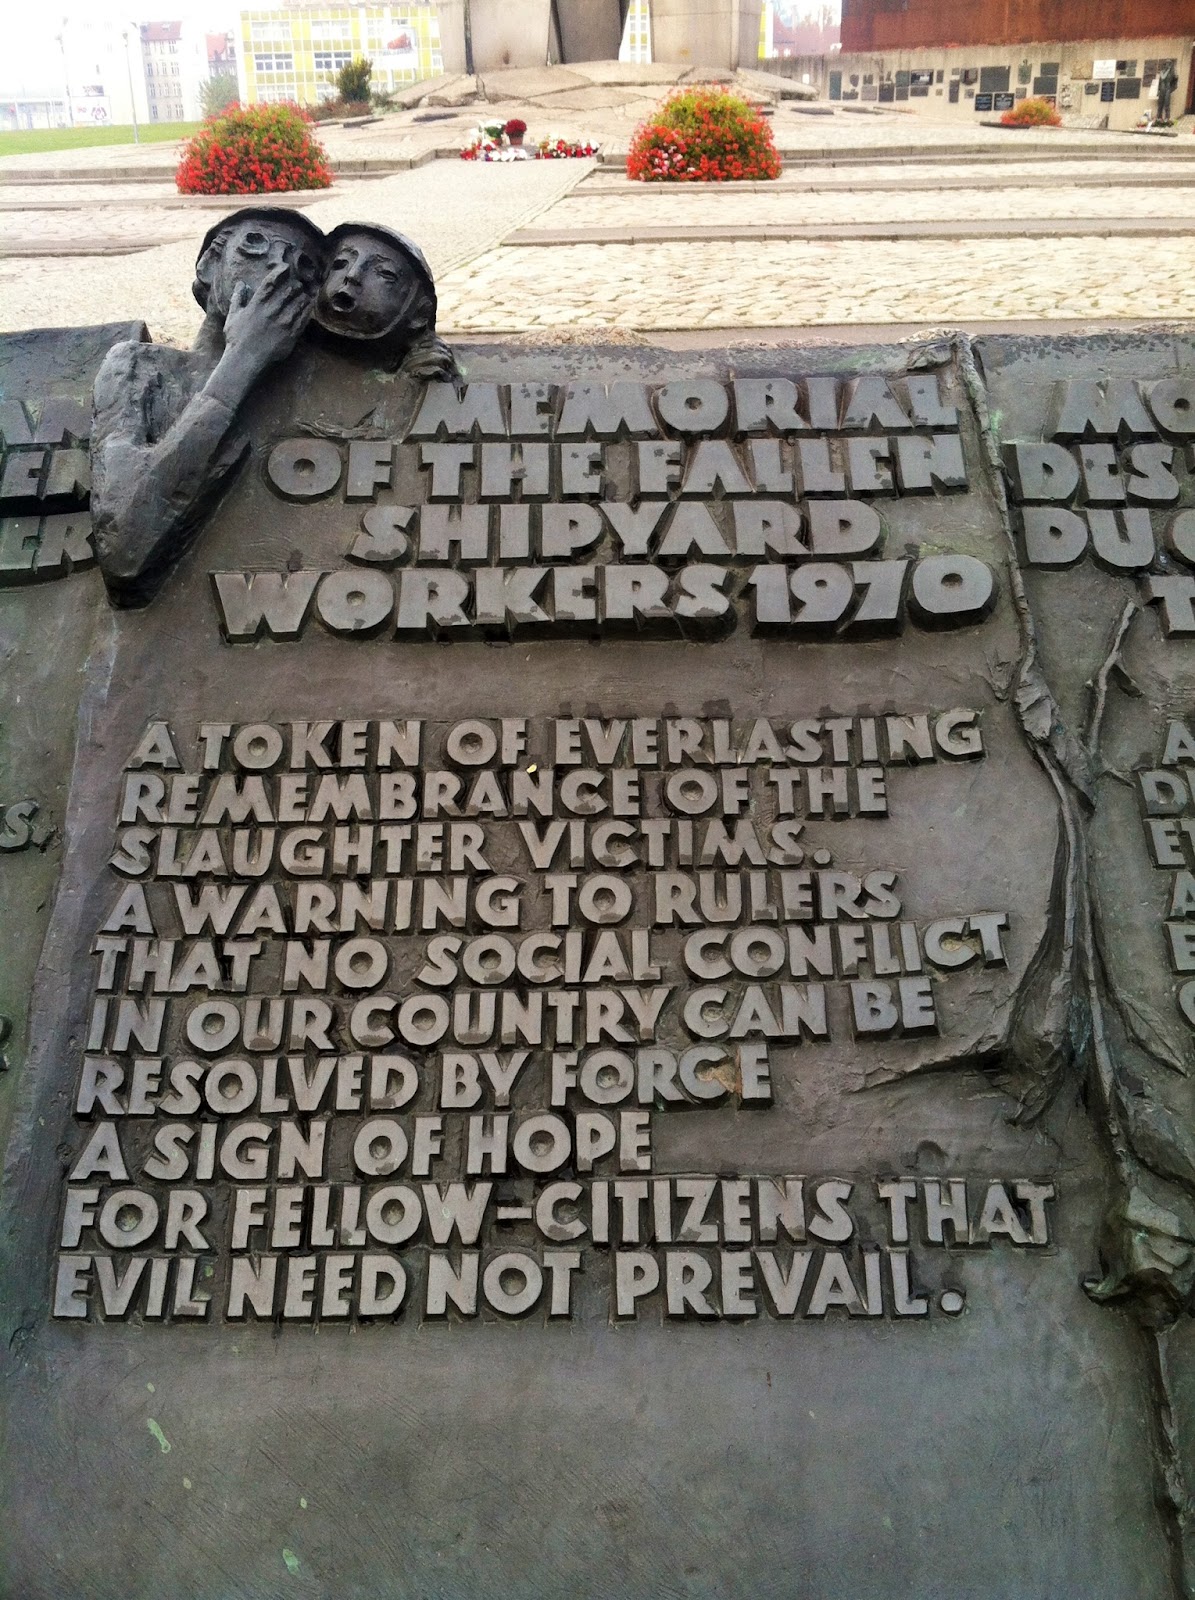 MEMORIAL
OF THE FALLEN
SHIPYARD
WORKERS 1970
A TOKEN OF EVERLASTING
REMEMBRANCE OF THE
SLAUGHTER VICTIMS.
A WARNING TO RULERS
THAT NO SOCIAL CONFLICT
IN OUR COUNTRY CAN BE
RESOLVED BY FORCE
A SIGN OF HOPE
FOR FELLOW-CITIZENS THAT
EVIL NEED NOT PREVAIL.
DES
DU